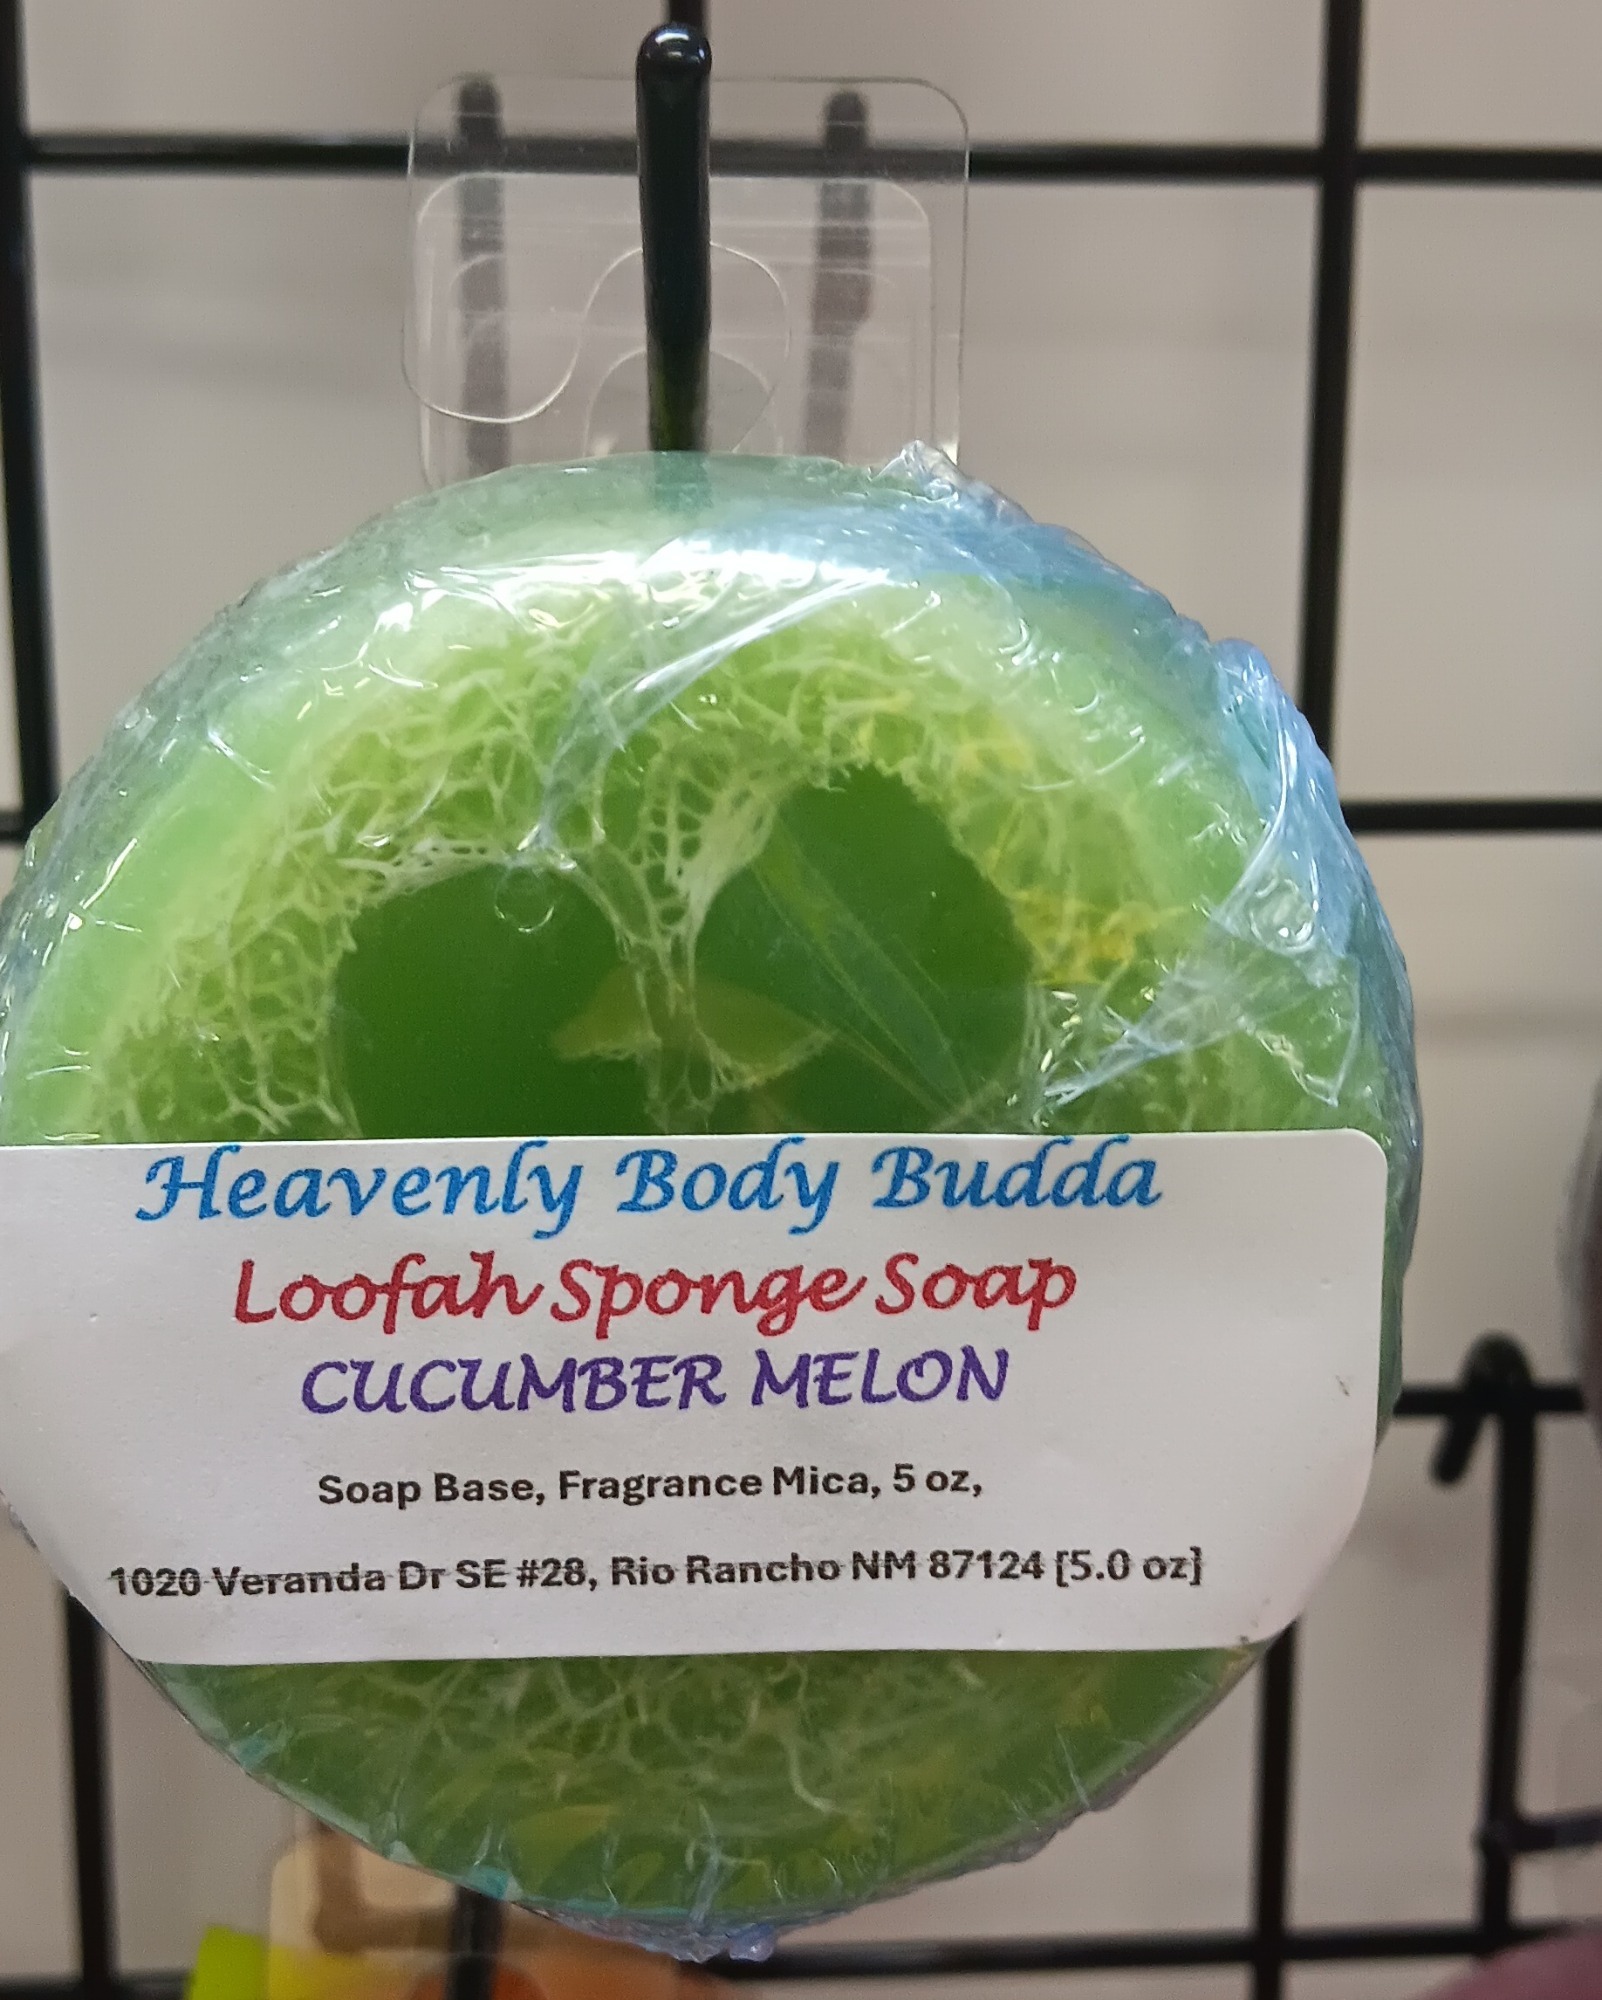 Heavenly Body Budda
Loofah Sponge Soap
CUCUMBER MELON
Soap Base, Fragrance Mica, 5 oz,
1020 Veranda Dr SE #28, Rio Rancho NM 87124 [5.0 oz]